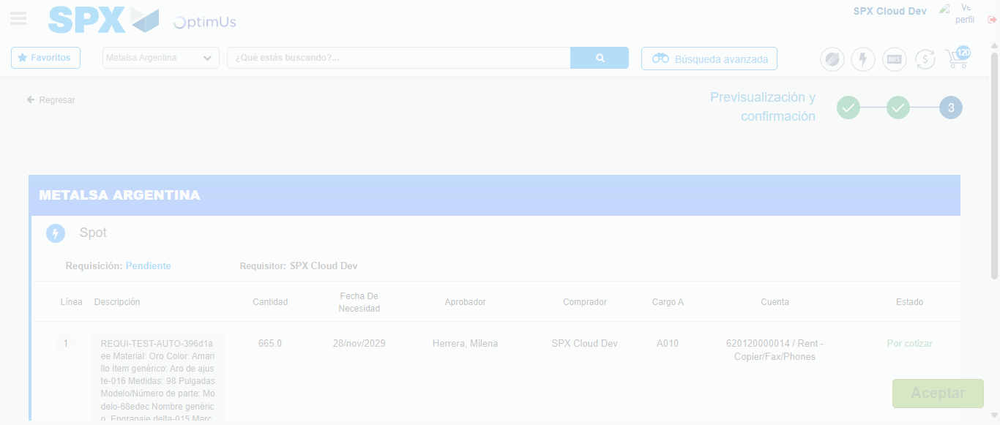 SPX OptimUs
SPX Cloud Dev
Ve
perfil
Favoritos
Metalsa Argentina
¿Qué estás buscando?...
Búsqueda avanzada
120
Regresar
Previsualización y
confirmación
3
METALSA ARGENTINA
Spot
Requisición: Pendiente
Requisitor: SPX Cloud Dev
Línea Descripción Cantidad Fecha De Necesidad Aprobador Comprador Cargo A Cuenta Estado
1
REQUI-TEST-AUTO-396d1a
ee Material: Oro Color: Amari
llo Item genérico: Aro de ajus
te-016 Medidas: 98 Pulgadas
Modelo/Número de parte: Mo
delo-68edec Nombre genéric
o: Engranaje delta-015 Marc
665.0
28/nov/2029
Herrera, Milena
SPX Cloud Dev
A010
620120000014 / Rent -
Copier/Fax/Phones
Por cotizar
Aceptar